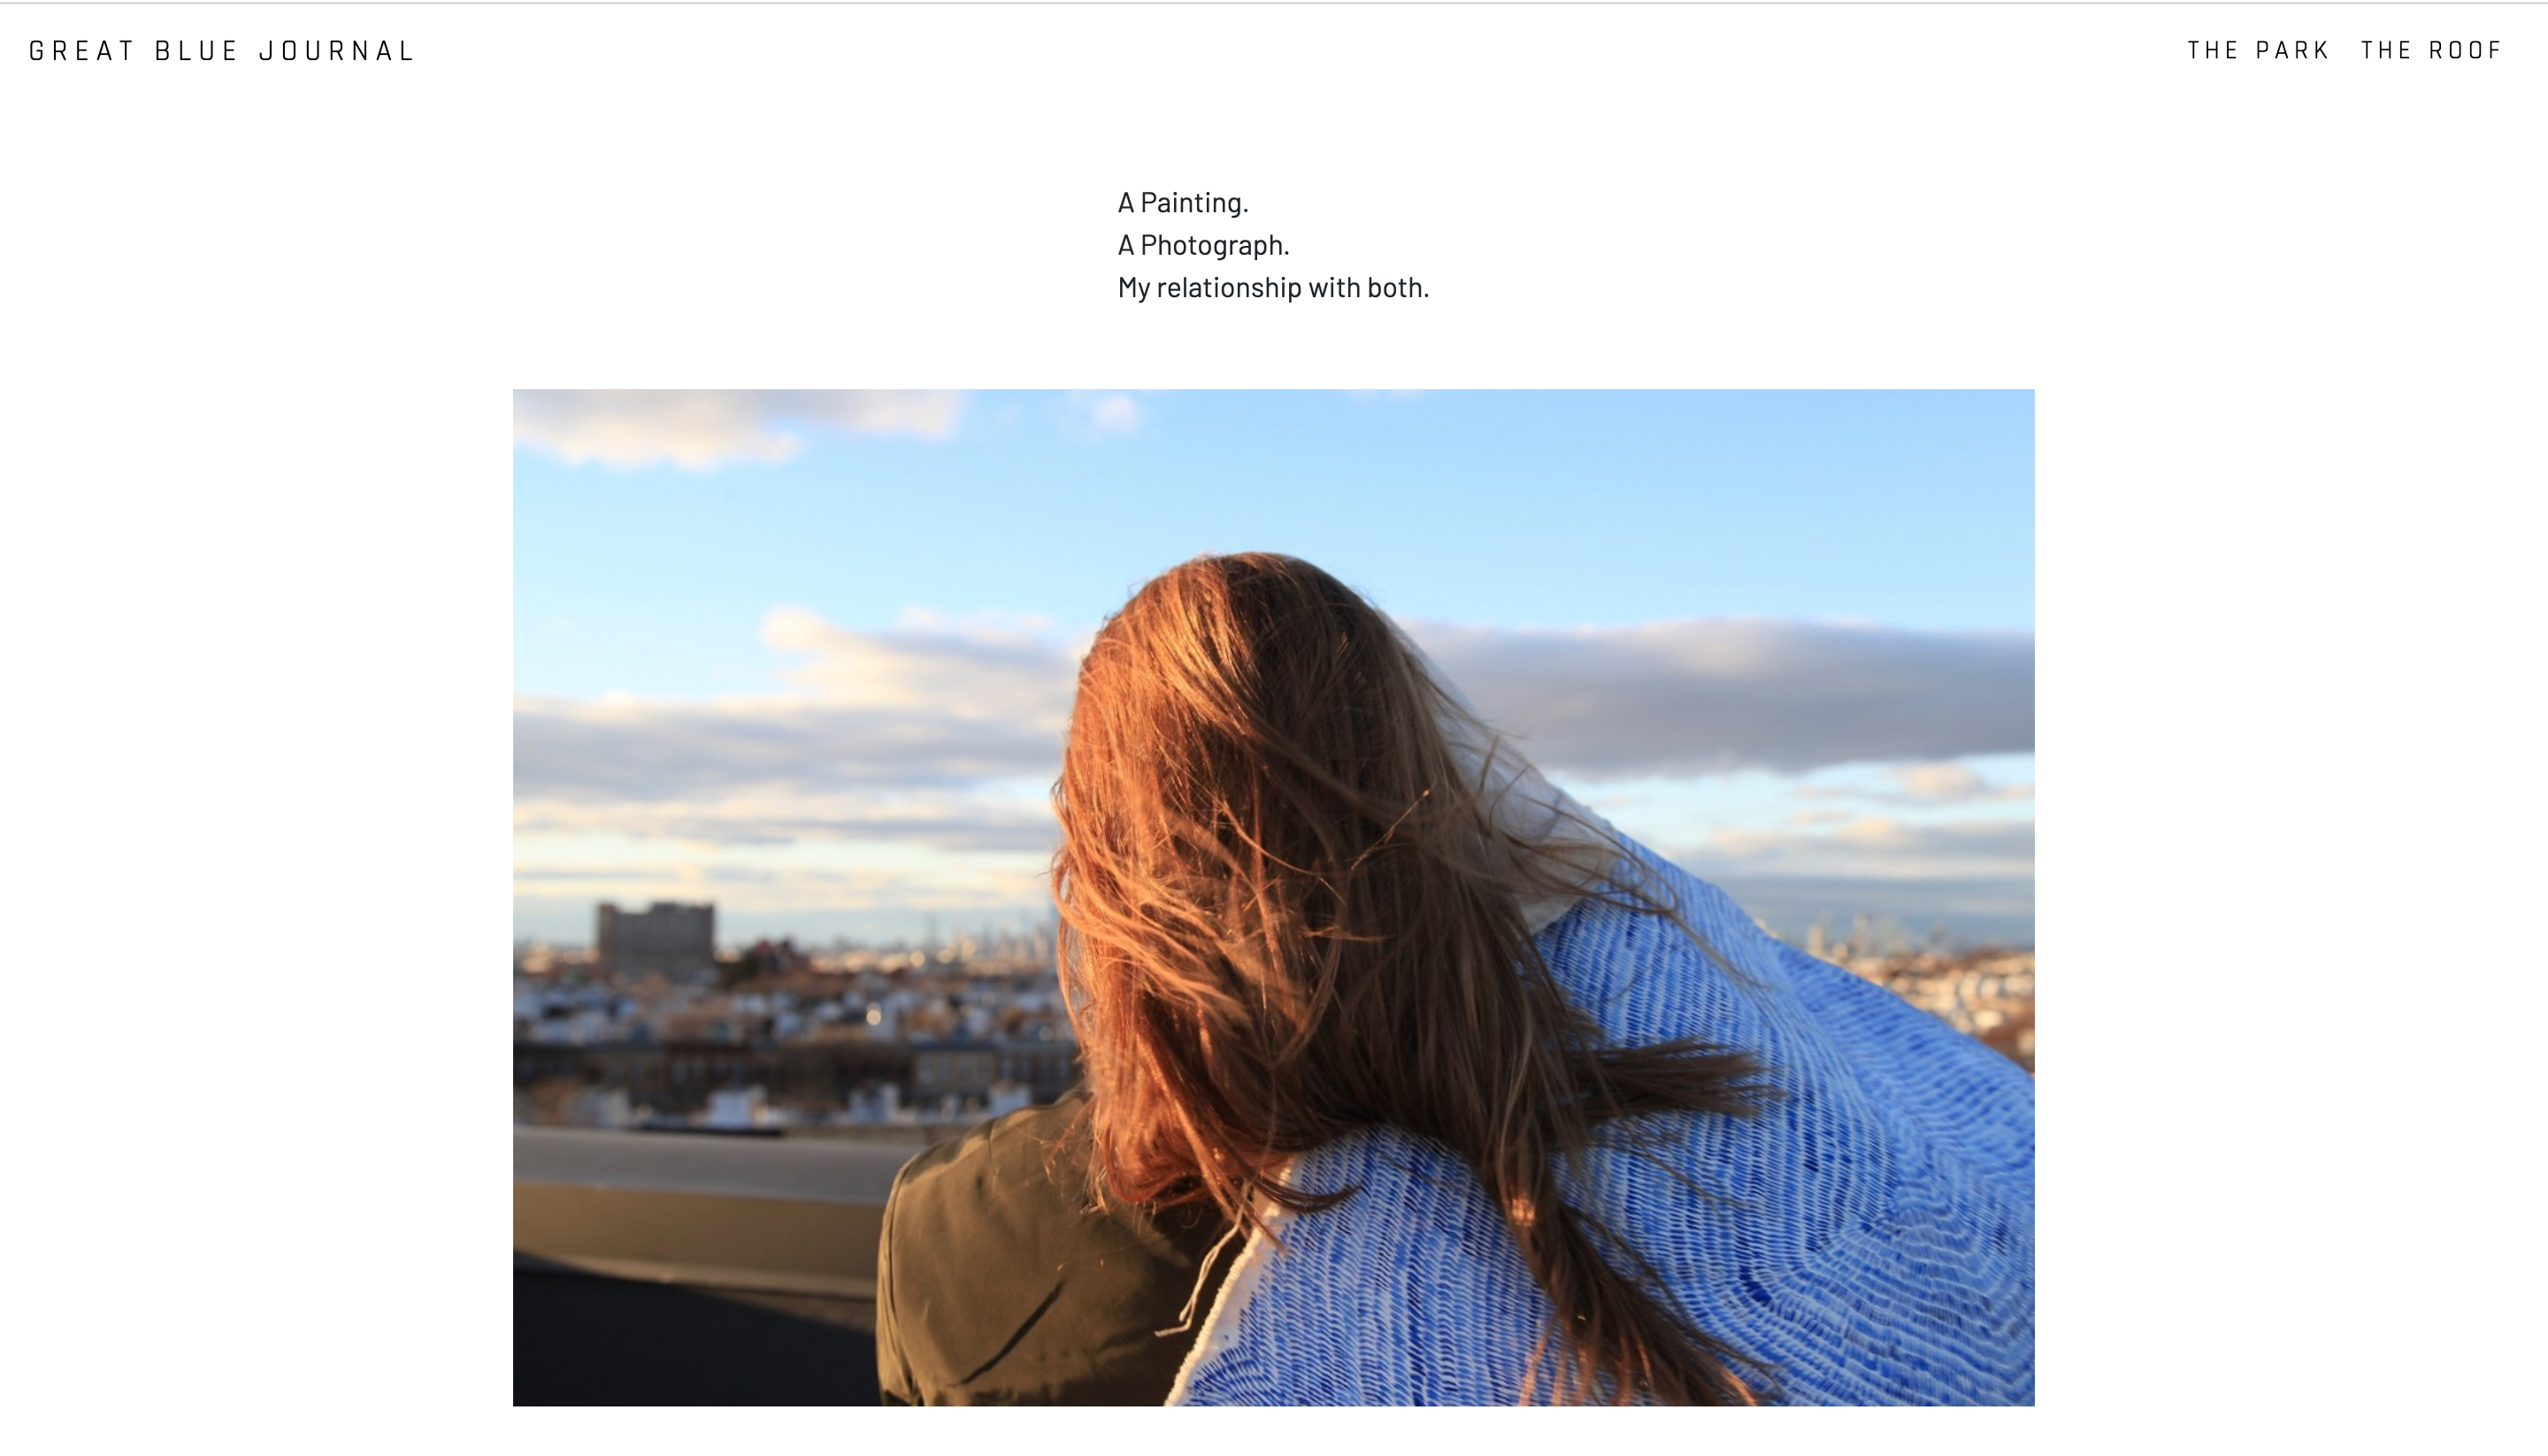 GREAT BLUE JOURNAL
THE PARK THE ROOF
A Painting.
A Photograph.
My relationship with both.